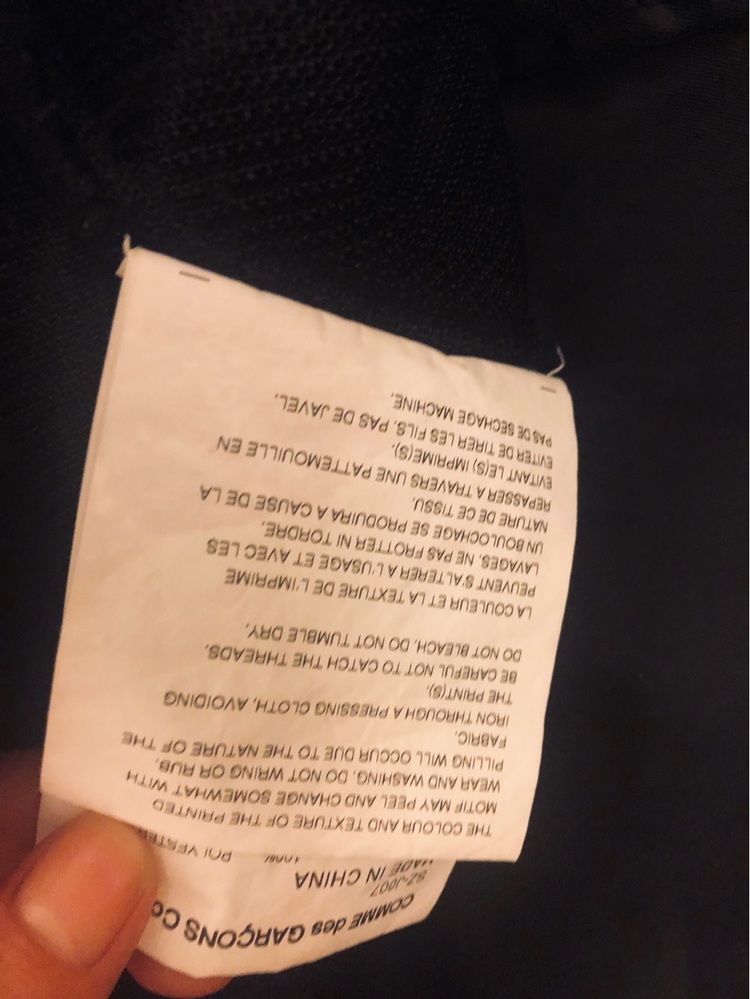 THE COLOUR AND TEXTURE OF THE PRINTED
MOTIF MAY PEEL AND CHANGE SOMEWHAT WITH
WEAR AND WASHING, DO NOT WRING OR RUB.
PILLING WILL OCCUR DUE TO THE NATURE OF THE
FABRIC.
IRON THROUGH A PRESSING CLOTH, AVOIDING
THE PRINT(S).
BE CAREFUL NOT TO CATCH THE THREADS.
DO NOT BLEACH. DO NOT TUMBLE DRY.
LA COULEUR ET LA TEXTURE DE L'IMPRIME
PEUVENT S'ALTERER A L'USAGE ET AVEC LES
LAVAGES, NE PAS FROTTER NI TORDRE.
UN BOULOCHAGE SE PRODUIRA A CAUSE DE LA
NATURE DE CE TISSU.
REPASSER A TRAVERS UNE PATTEMOUILLE EN
EVITANT LE(S) IMPRIME(S).
EVITER DE TIRER LES FILS. PAS DE JAVEL.
PAS DE SECHAGE MACHINE.
COMME des GARÇONS Co
SZ-J007
MADE IN CHINA
100% POLYESTER